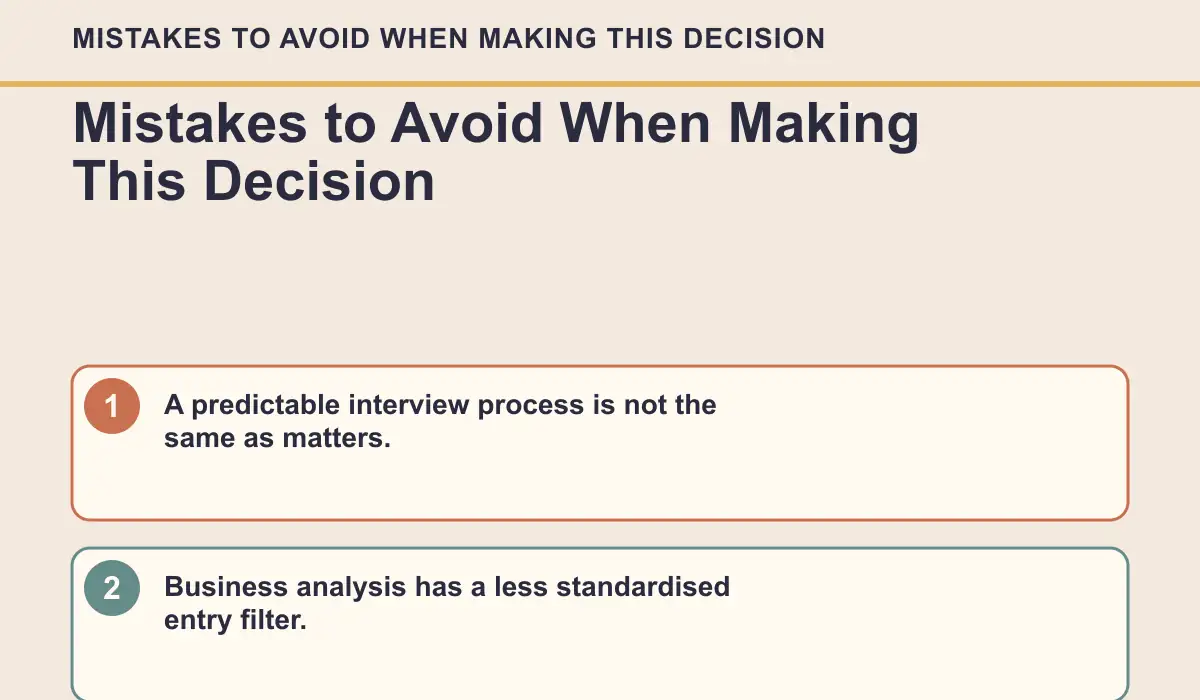 MISTAKES TO AVOID WHEN MAKING THIS DECISION
Mistakes to Avoid When Making
This Decision
1
A predictable interview process is not the
same as matters.
2
Business analysis has a less standardised
entry filter.